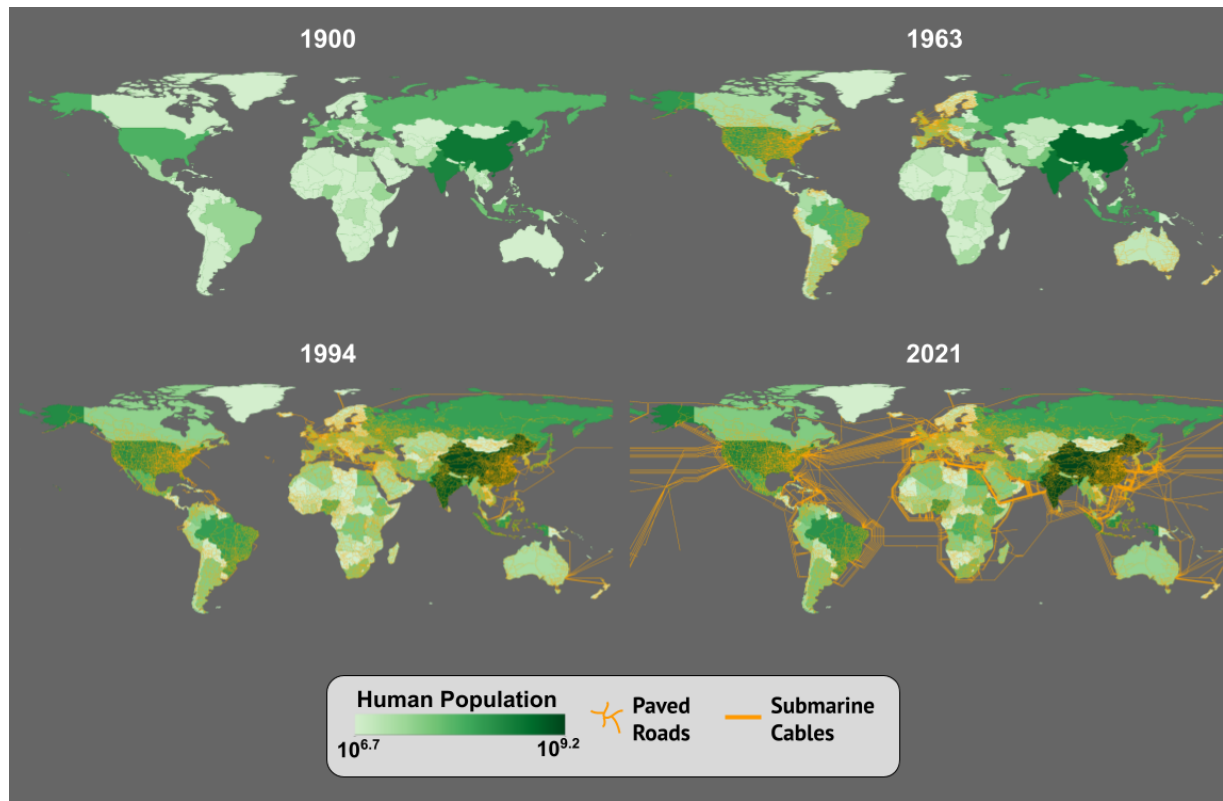 1900
1963
1994
2021
Human Population
10^6.7
10^9.2
Paved
Roads
Submarine
Cables